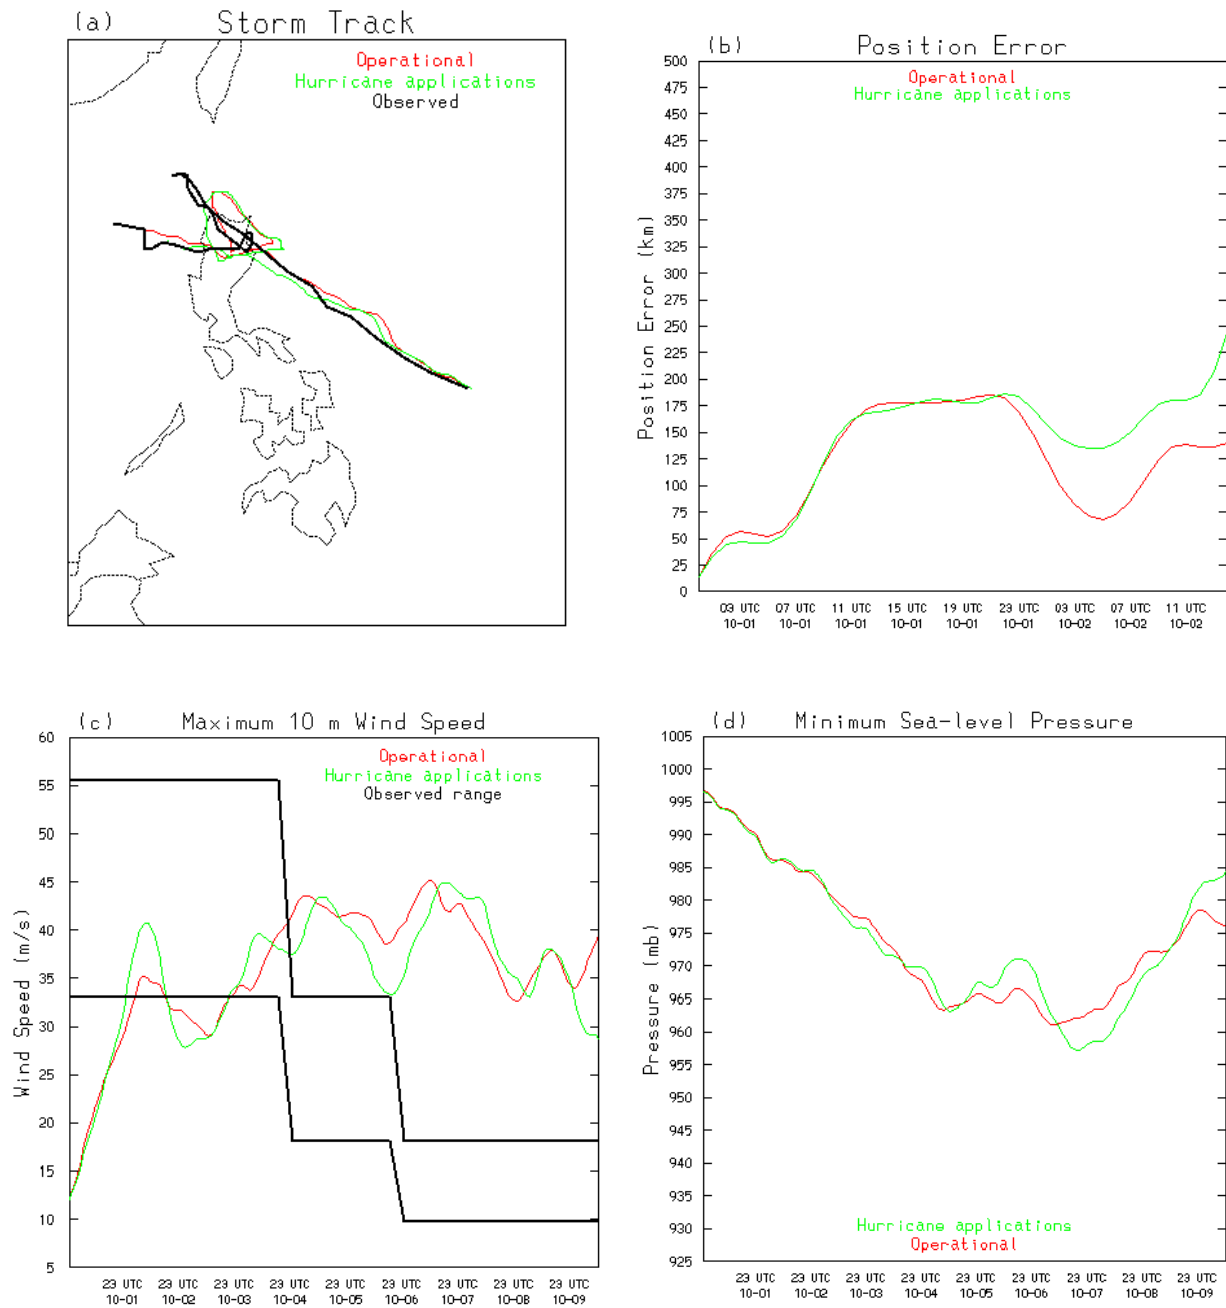 (a) Storm Track
Operational
Hurricane applications
Observed
(b) Position Error
500
475
450
425
400
375
350
325
300
275
250
225
200
175
150
125
100
75
50
25
0
Position Error (km)
Operational
Hurricane applications
03 UTC 07 UTC 11 UTC 15 UTC 19 UTC 23 UTC 03 UTC 07 UTC 11 UTC
10-01 10-01 10-01 10-01 10-01 10-01 10-02 10-02 10-02
(c) Maximum 10 m Wind Speed
60
55
50
45
40
35
30
25
20
15
10
5
Wind Speed (m/s)
Operational
Hurricane applications
Observed range
23 UTC 23 UTC 23 UTC 23 UTC 23 UTC 23 UTC 23 UTC 23 UTC 23 UTC
10-01 10-02 10-03 10-04 10-05 10-06 10-07 10-08 10-09
(d) Minimum Sea-level Pressure
1005
1000
995
990
985
980
975
970
965
960
955
950
945
940
935
930
925
Pressure (mb)
Hurricane applications
Operational
23 UTC 23 UTC 23 UTC 23 UTC 23 UTC 23 UTC 23 UTC 23 UTC 23 UTC
10-01 10-02 10-03 10-04 10-05 10-06 10-07 10-08 10-09